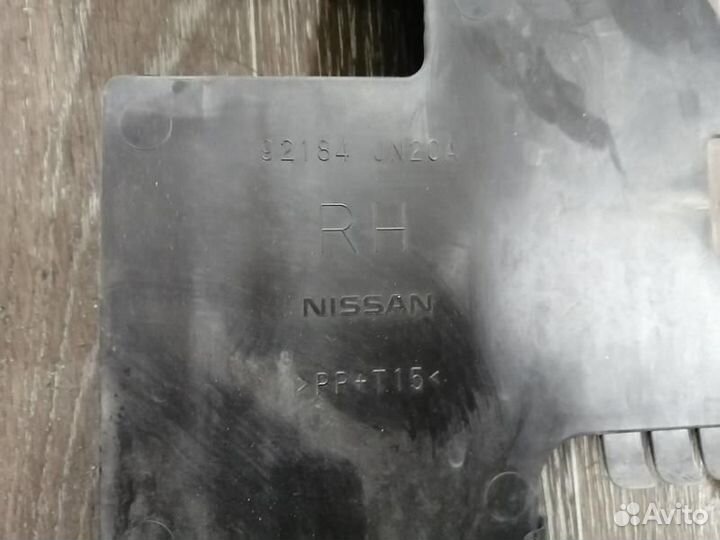 92184 JN20A
RH
NISSAN
>PP+T15<
Avito